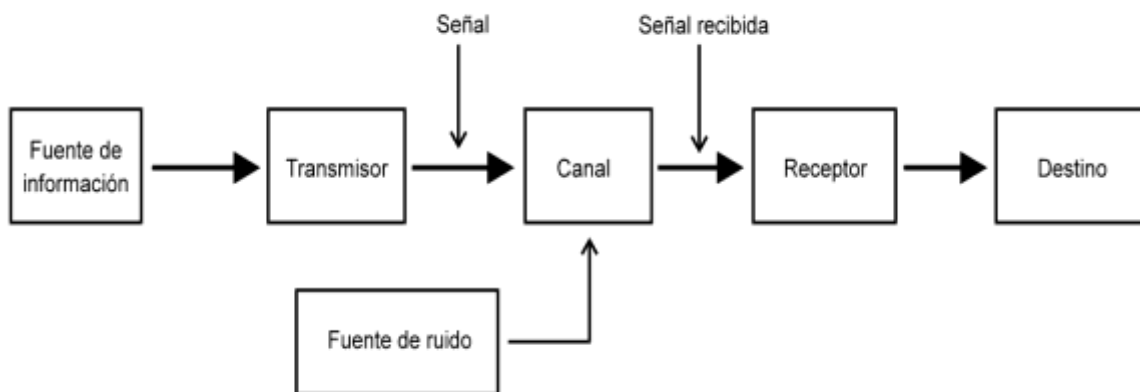 Señal
Señal recibida
Fuente de
información
Transmisor
Canal
Receptor
Destino
Fuente de ruido